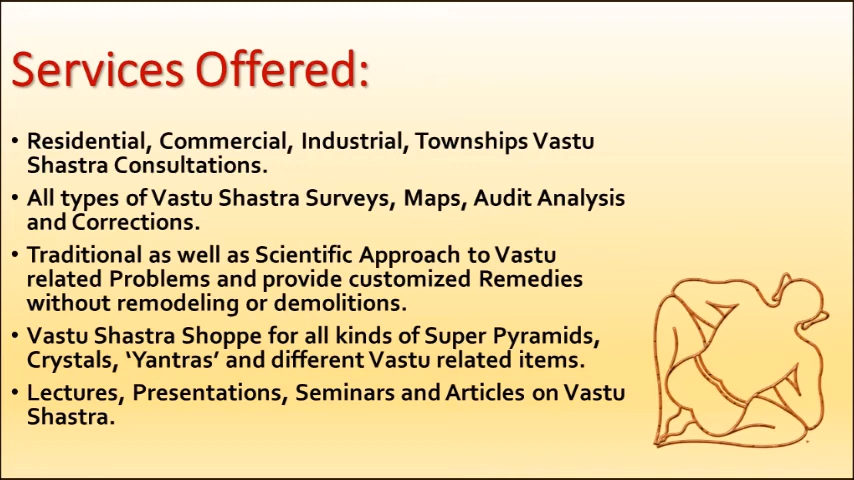 Services Offered:
• Residential, Commercial, Industrial, Townships Vastu
Shastra Consultations.
• All types of Vastu Shastra Surveys, Maps, Audit Analysis
and Corrections.
• Traditional as well as Scientific Approach to Vastu
related Problems and provide customized Remedies
without remodeling or demolitions.
• Vastu Shastra Shoppe for all kinds of Super Pyramids,
Crystals, ‘Yantras’ and different Vastu related items.
• Lectures, Presentations, Seminars and Articles on Vastu
Shastra.